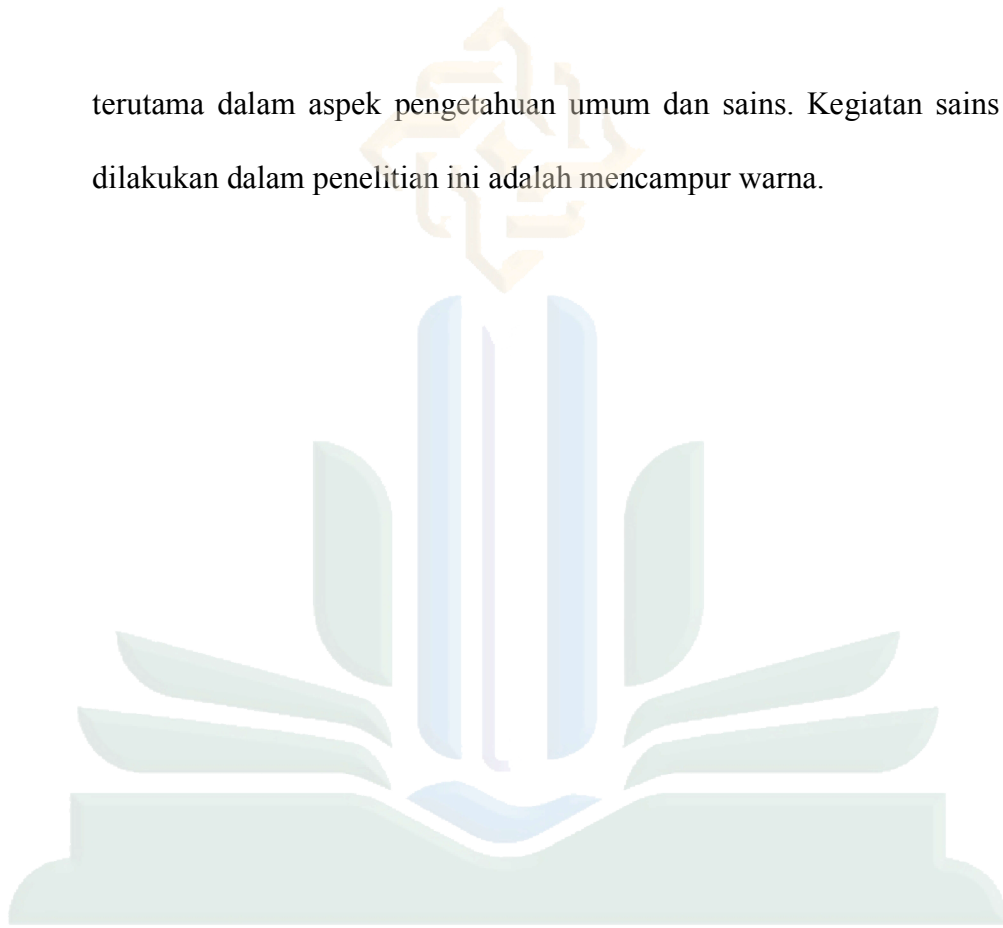 terutama dalam aspek pengetahuan umum dan sains. Kegiatan sains
dilakukan dalam penelitian ini adalah mencampur warna.